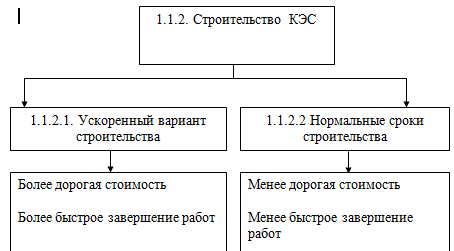 1.1.2. Строительство КЭС
1.1.2.1. Ускоренный вариант
строительства
1.1.2.2 Нормальные сроки
строительства
Более дорогая стоимость
Более быстрое завершение работ
Менее дорогая стоимость
Менее быстрое завершение
работ